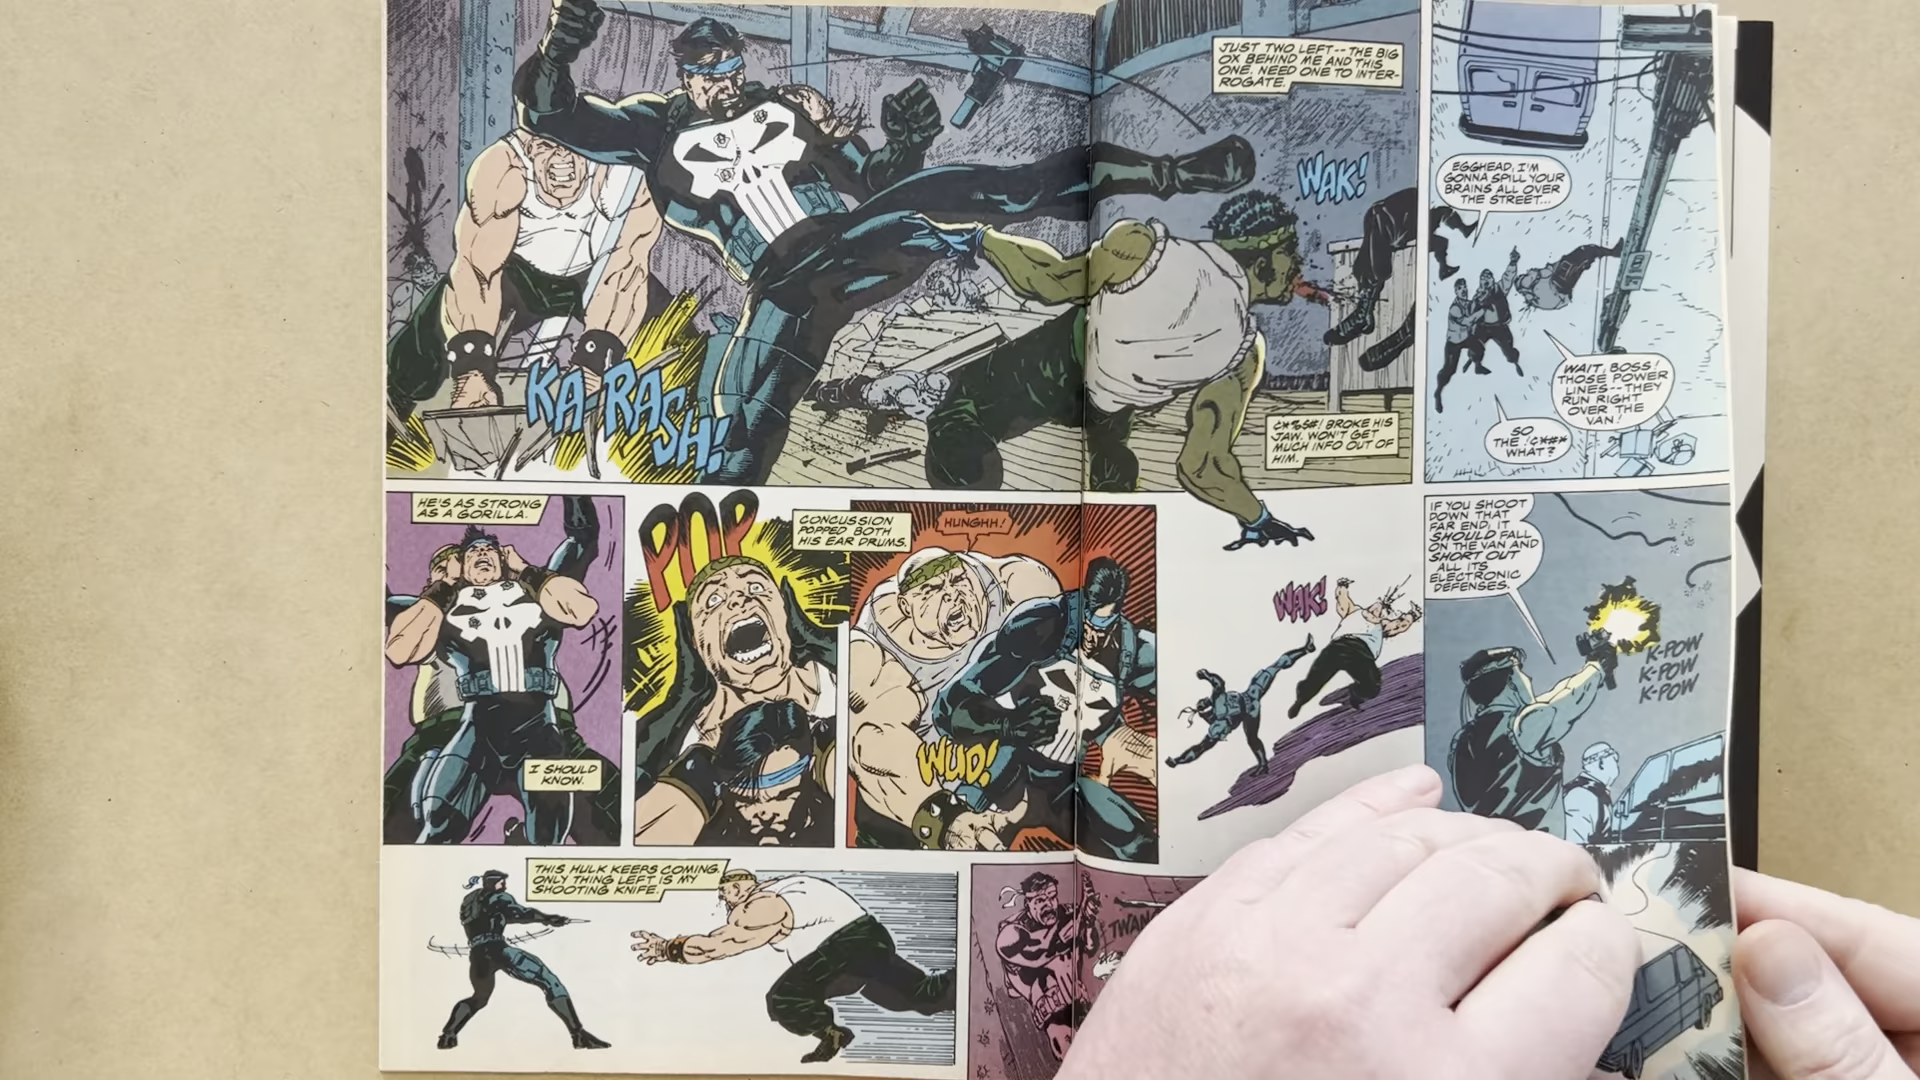 JUST TWO LEFT--THE BIG
OX BEHIND ME AND THIS
ONE. NEED ONE TO INTER-
ROGATE.
WAK!
KA-RASH!
¢*%$#! BROKE HIS
JAW. WON'T GET
MUCH INFO OUT OF
HIM.
EGGHEAD, I'M
GONNA SPILL YOUR
BRAINS ALL OVER
THE STREET...
WAIT, BOSS!
THOSE POWER
LINES--THEY
RUN RIGHT
OVER THE
VAN!
SO
THE !¢*##
WHAT?
HE'S AS STRONG
AS A GORILLA.
I SHOULD
KNOW.
POP
CONCUSSION
POPPED BOTH
HIS EAR DRUMS.
HUNGHH!
WUD!
WAK!
IF YOU SHOOT
DOWN THAT
FAR END, IT
SHOULD FALL
ON THE VAN AND
SHORT OUT
ALL ITS
ELECTRONIC
DEFENSES.
K-POW
K-POW
K-POW
THIS HULK KEEPS COMING.
ONLY THING LEFT IS MY
SHOOTING KNIFE.